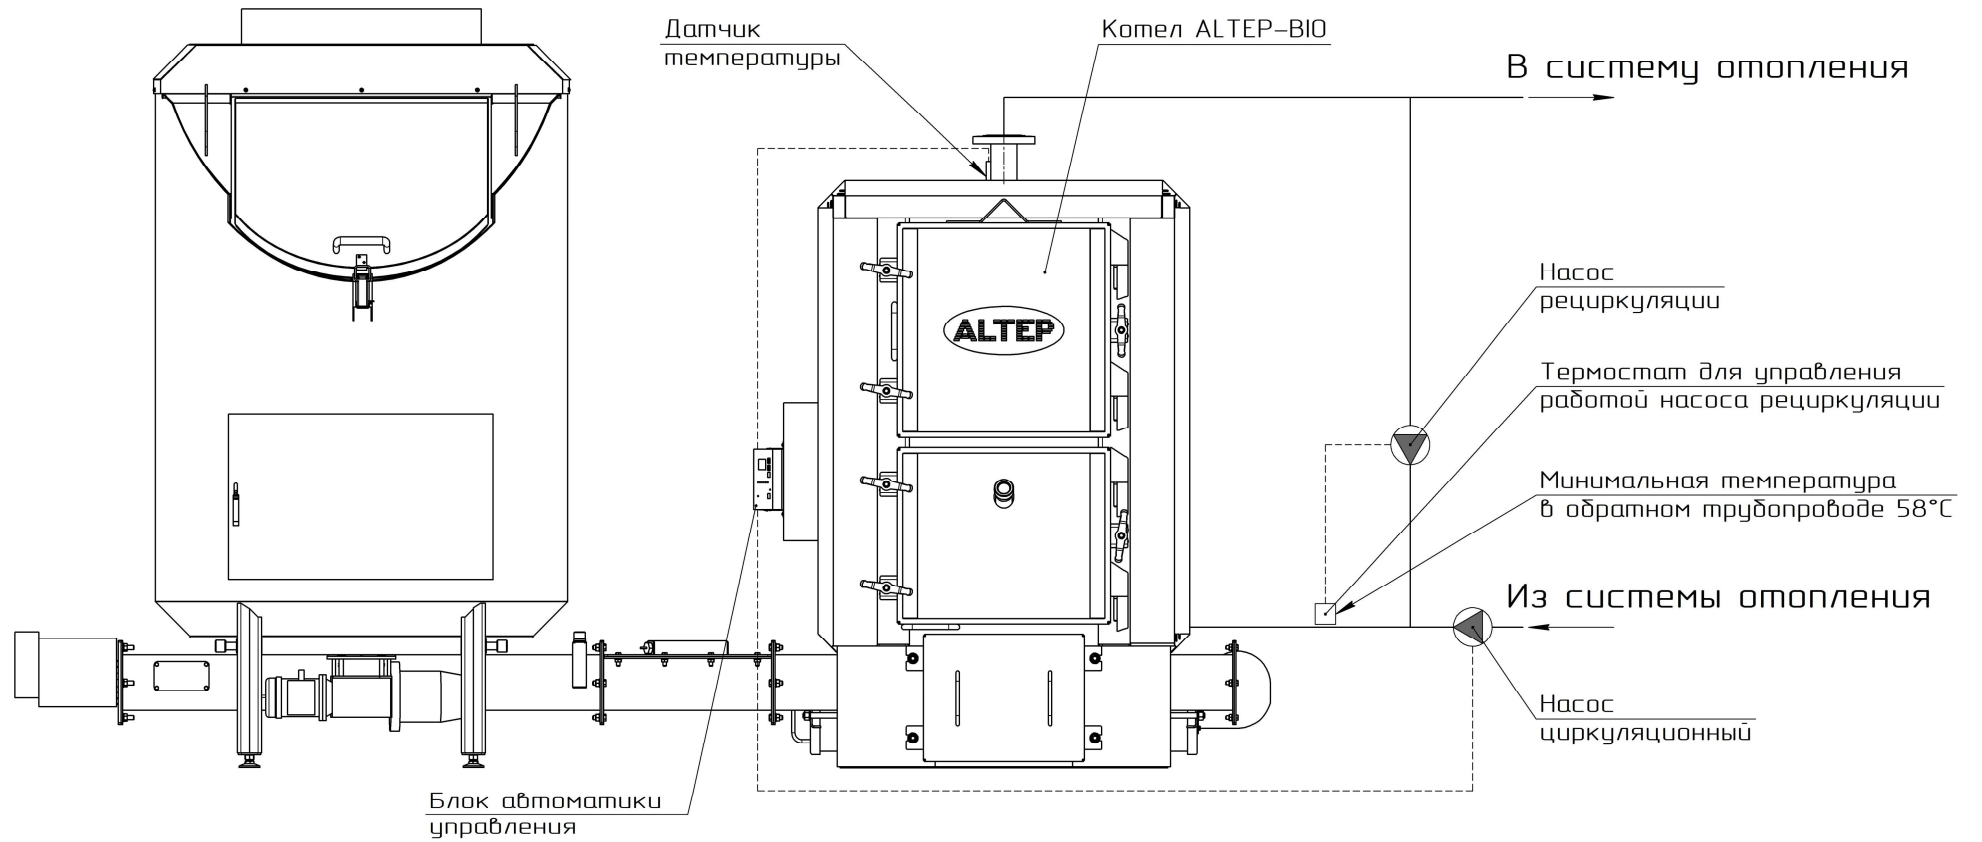 Датчик
температуры
Котел ALTEP-BIO
В систему отопления
ALTEP
Насос
рециркуляции
Термостат для управления
работой насоса рециркуляции
Минимальная температура
в обратном трубопроводе 58°С
Из системы отопления
Насос
циркуляционный
Блок автоматики
управления